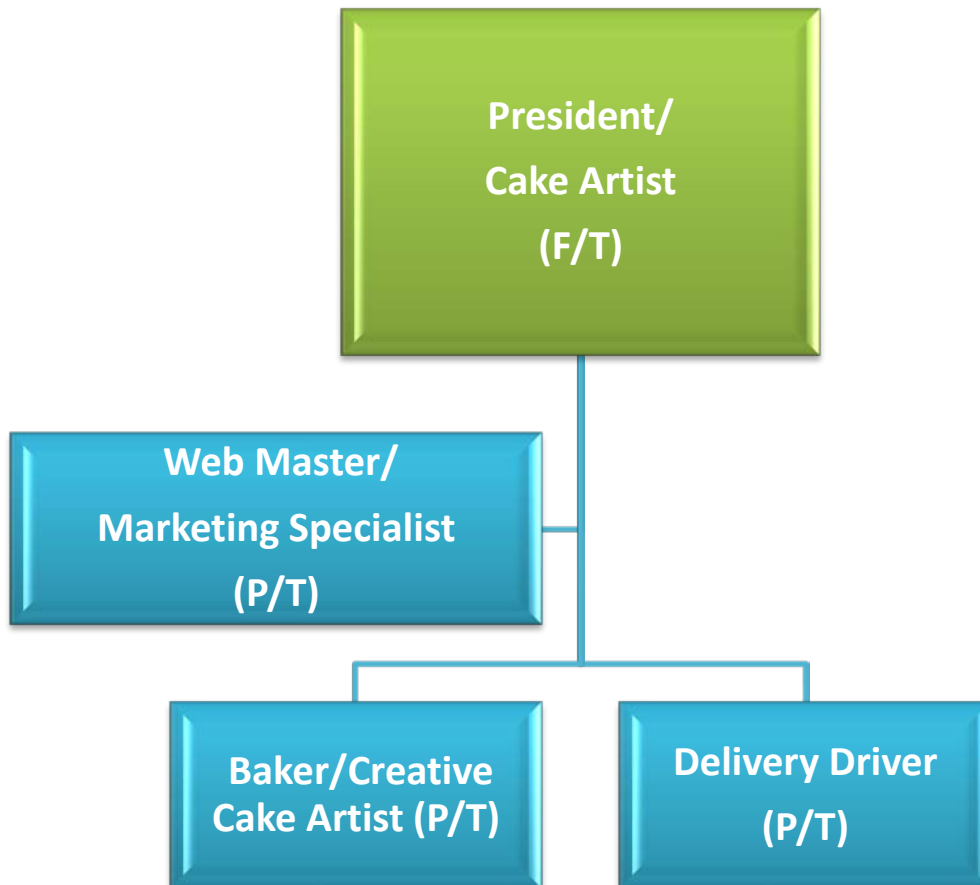 President/
Cake Artist
(F/T)
Web Master/
Marketing Specialist
(P/T)
Baker/Creative
Cake Artist (P/T)
Delivery Driver
(P/T)